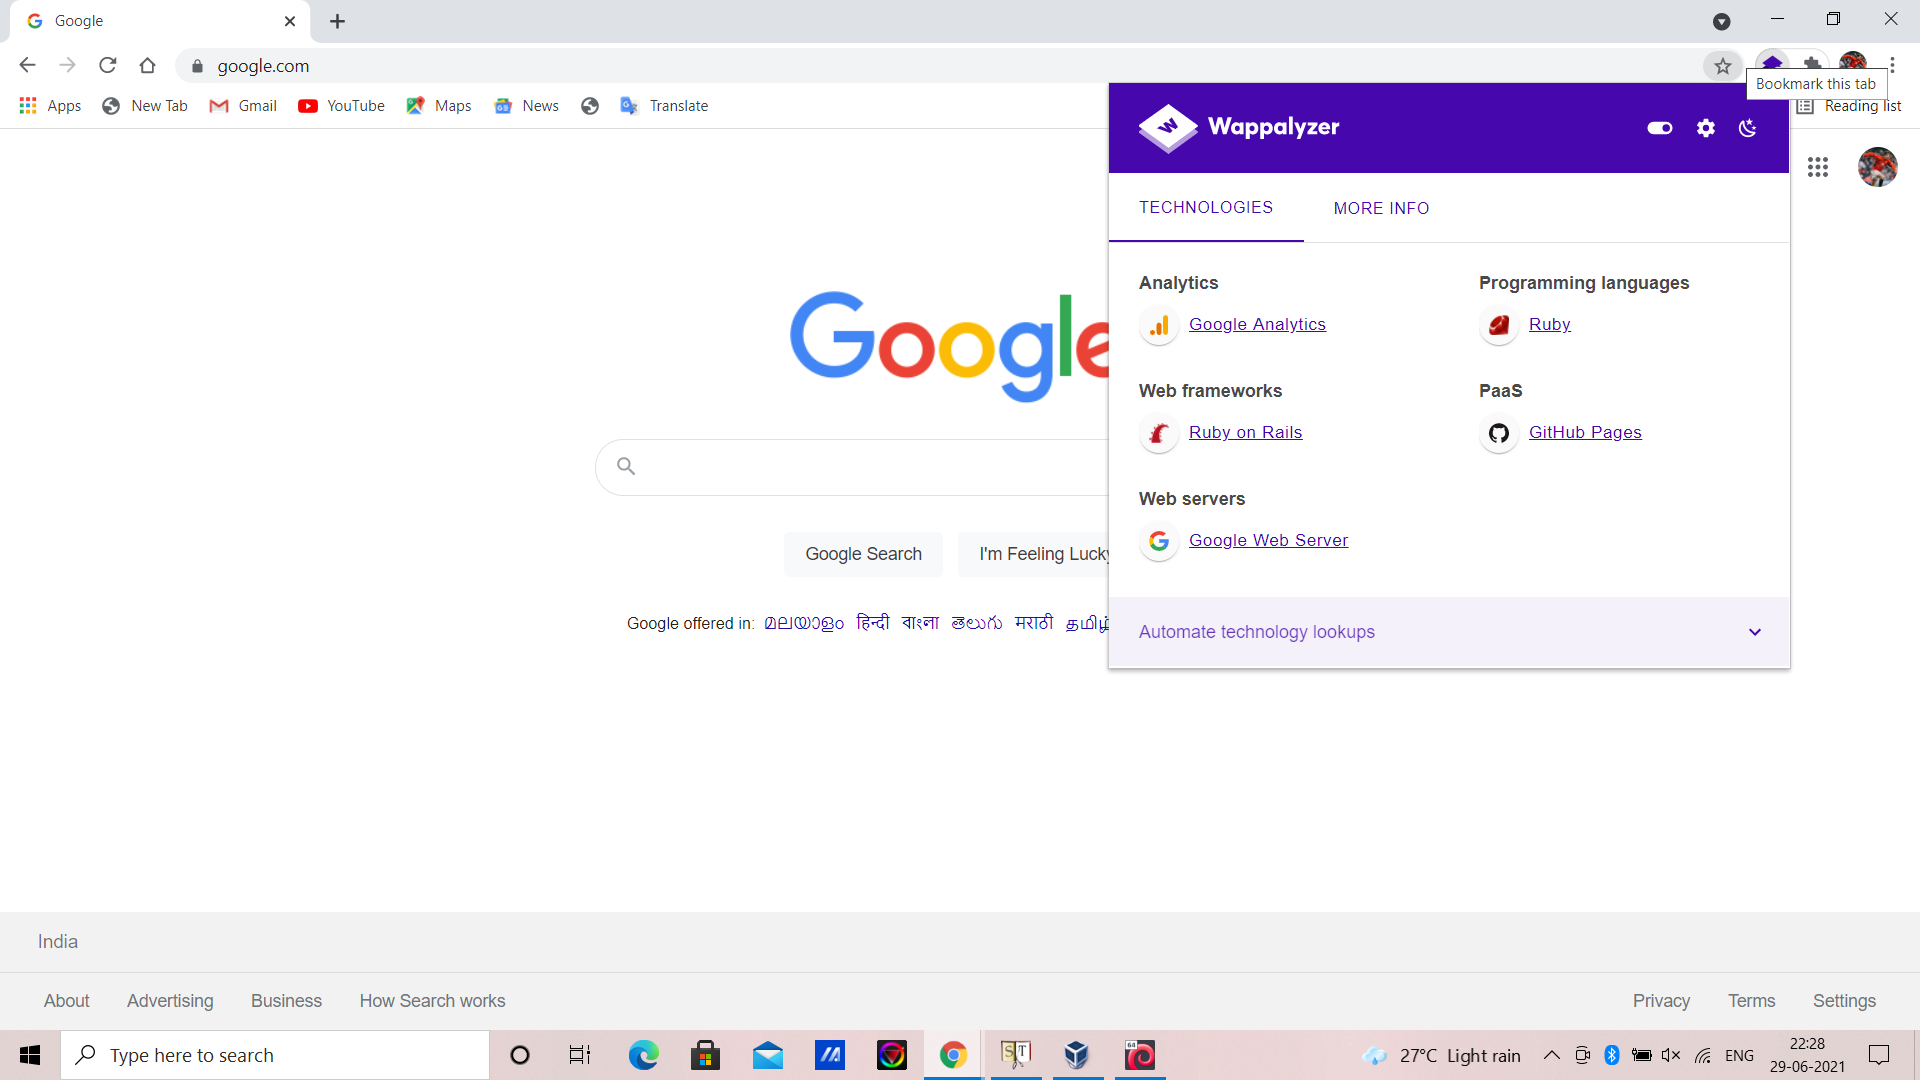 Google
google.com
Bookmark this tab
Apps New Tab Gmail YouTube Maps News Translate Reading list
Wappalyzer
TECHNOLOGIES MORE INFO
Analytics Programming languages
Google Analytics Ruby
Web frameworks PaaS
Ruby on Rails GitHub Pages
Web servers
Google Web Server
Automate technology lookups
Google
Google Search I'm Feeling Lucky
Google offered in: മലയാളം हिन्दी বাংলা తెలుగు मराठी தமிழ்
India
About Advertising Business How Search works Privacy Terms Settings
Type here to search
27°C Light rain ENG
22:28
29-06-2021